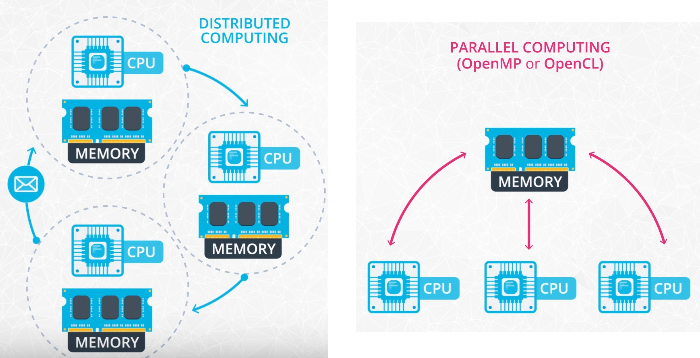 DISTRIBUTED
COMPUTING
CPU
MEMORY
CPU
MEMORY
CPU
MEMORY
PARALLEL COMPUTING
(OpenMP or OpenCL)
MEMORY
CPU
CPU
CPU